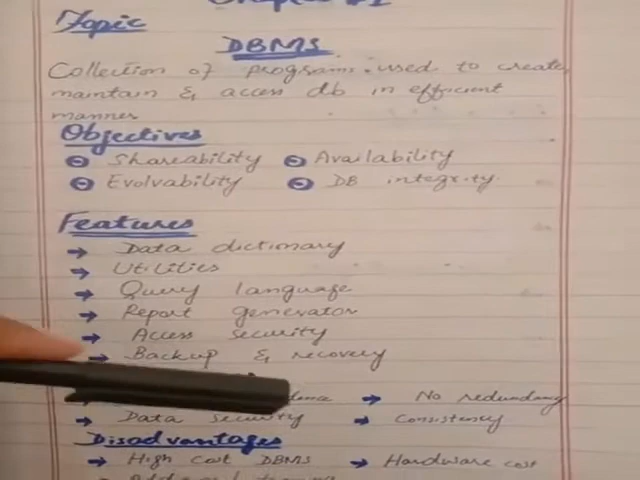 Topic
DBMS
Collection of programs used to create,
maintain & access db in efficient
manner
Objectives
Shareability Availability
Evolvability DB integrity
Features
→ Data dictionary
→ Utilities
→ Query language
→ Report generator
→ Access security
→ Backup & recovery
→ No redundancy
→ Data Security → Consistency
Disadvantages
→ High cost DBMS → Hardware cost